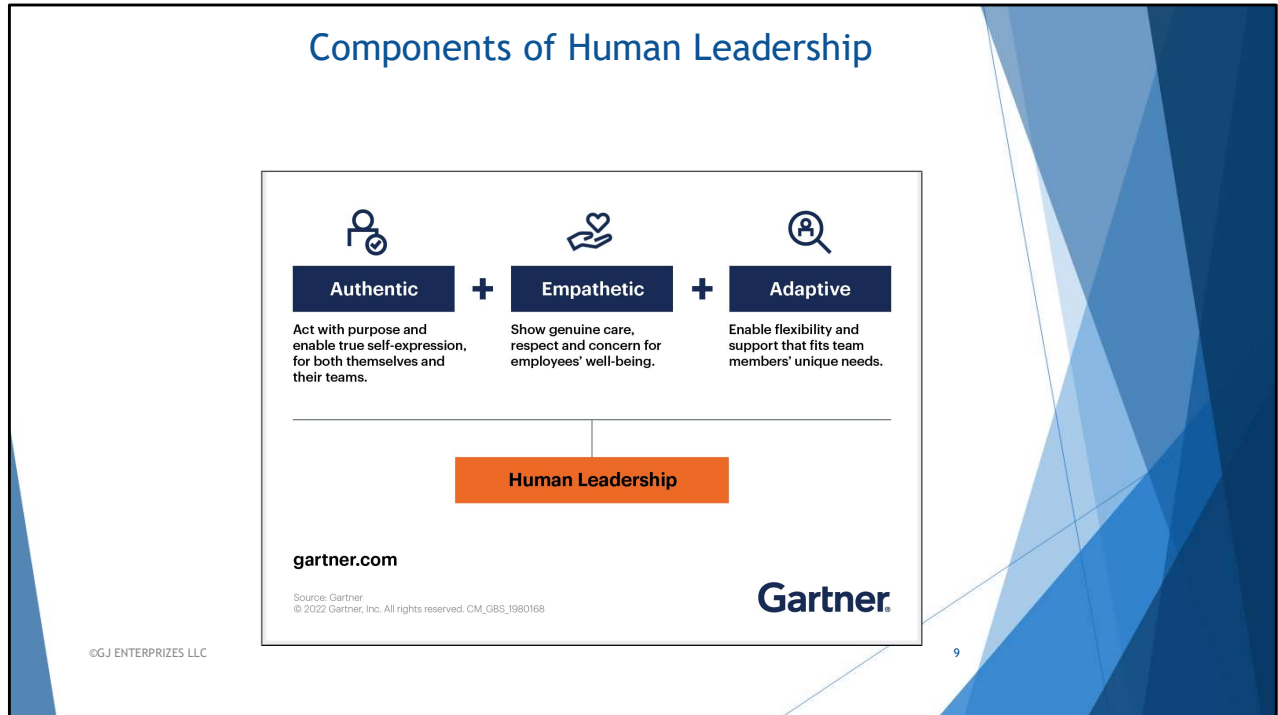 Components of Human Leadership
Authentic + Empathetic + Adaptive
Act with purpose and
enable true self-expression,
for both themselves and
their teams.
Show genuine care,
respect and concern for
employees' well-being.
Enable flexibility and
support that fits team
members' unique needs.
Human Leadership
gartner.com
Source: Gartner
© 2022 Gartner, Inc. All rights reserved. CM_GBS_1980168
Gartner®
©GJ ENTERPRIZES LLC
9